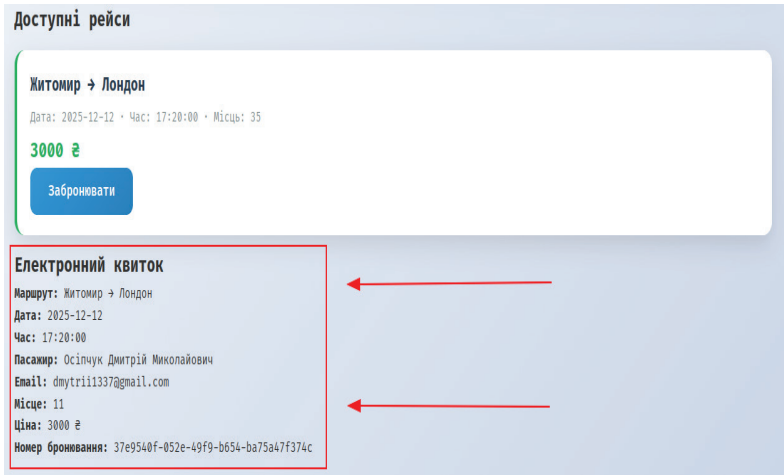 Доступні рейси
Житомир → Лондон
Дата: 2025-12-12 · Час: 17:20:00 · Місць: 35
3000 ₴
Забронювати
Електронний квиток
Маршрут: Житомир → Лондон
Дата: 2025-12-12
Час: 17:20:00
Пасажир: Осіпчук Дмитрій Миколайович
Email: dmytrii1337@gmail.com
Місце: 11
Ціна: 3000 ₴
Номер бронювання: 37e9540f-052e-49f9-b654-ba75a47f374c